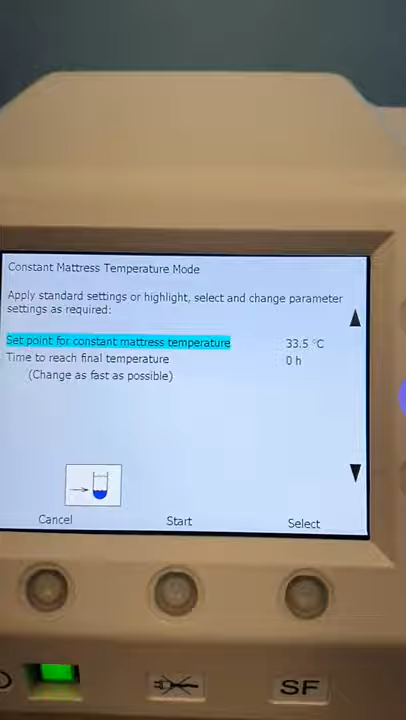 Constant Mattress Temperature Mode
Apply standard settings or highlight, select and change parameter
settings as required:
Set point for constant mattress temperature 33.5 °C
Time to reach final temperature 0 h
(Change as fast as possible)
Cancel Start Select
SF